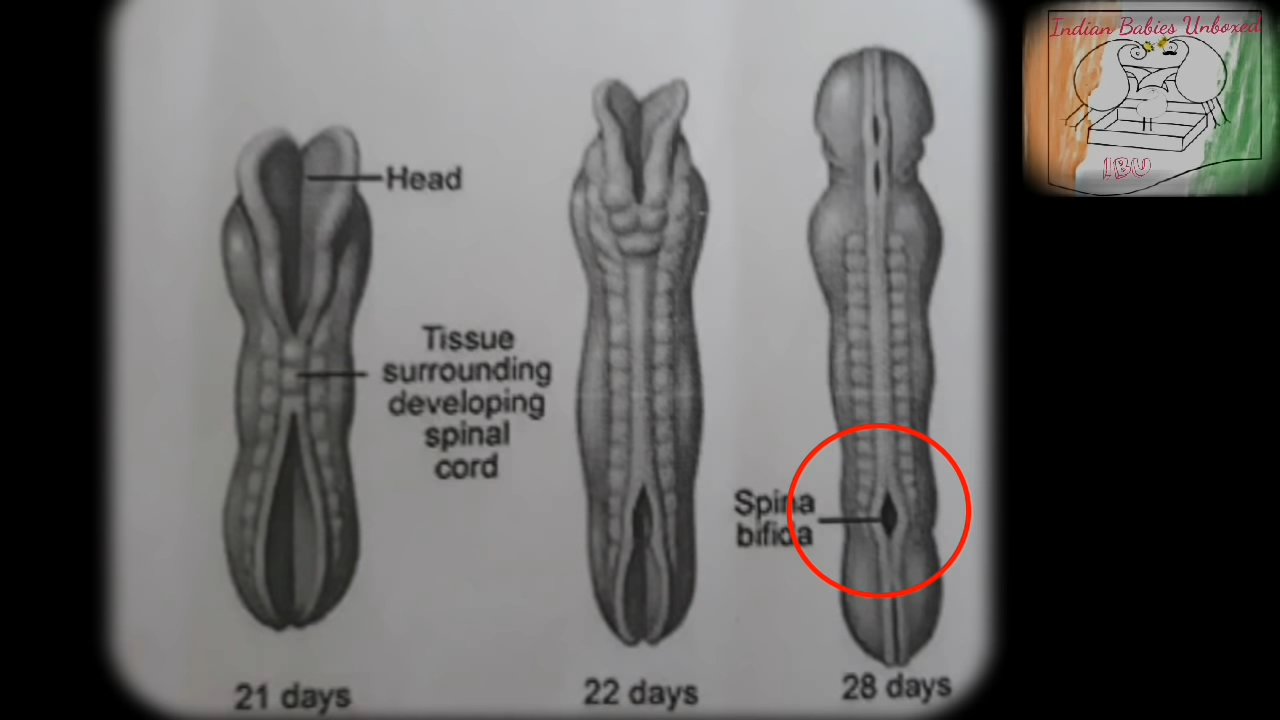 Indian Babies Unboxed
IBU
Head
Tissue
surrounding
developing
spinal
cord
Spina
bifida
21 days
22 days
28 days